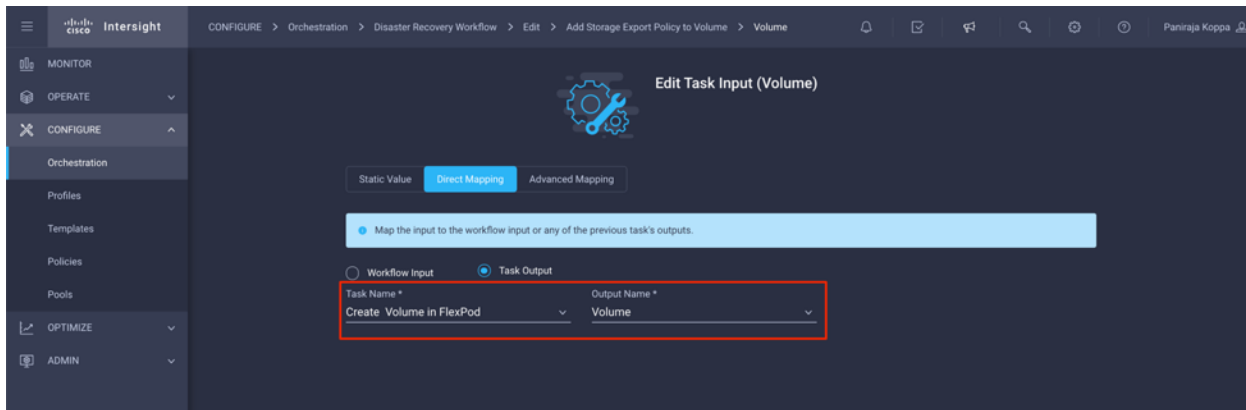 cisco Intersight
CONFIGURE > Orchestration > Disaster Recovery Workflow > Edit > Add Storage Export Policy to Volume > Volume
Paniraja Koppa
MONITOR
OPERATE
CONFIGURE
Orchestration
Profiles
Templates
Policies
Pools
OPTIMIZE
ADMIN
Edit Task Input (Volume)
Static Value Direct Mapping Advanced Mapping
Map the input to the workflow input or any of the previous task's outputs.
Workflow Input Task Output
Task Name * Output Name *
Create Volume in FlexPod Volume